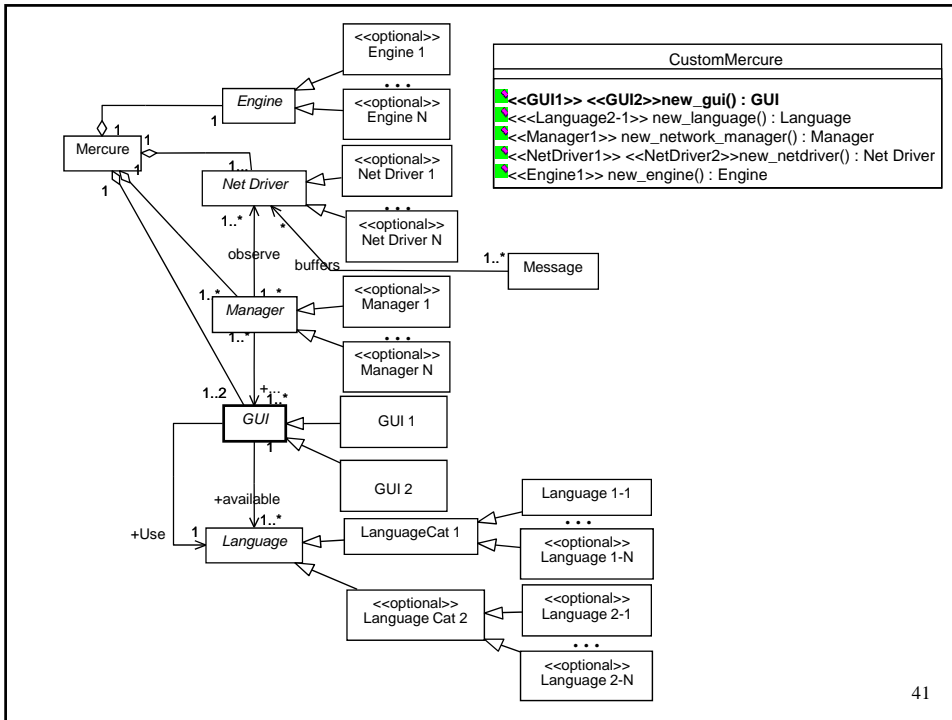 <<optional>>
Engine 1
...
Engine
1
<<optional>>
Engine N
1
Mercure
1
1
1
1
1...
Net Driver
<<optional>>
Net Driver 1
...
<<optional>>
Net Driver N
1..*
*
observe
buffers
1..*
Message
1..*
1..*
Manager
1..*
<<optional>>
Manager 1
...
<<optional>>
Manager N
1..2
+...
1..*
GUI
1
GUI 1
GUI 2
+available
+Use
1
1..*
Language
LanguageCat 1
Language 1-1
...
<<optional>>
Language 1-N
<<optional>>
Language Cat 2
<<optional>>
Language 2-1
...
<<optional>>
Language 2-N
CustomMercure
<<GUI1>> <<GUI2>>new_gui() : GUI
<<<Language2-1>> new_language() : Language
<<Manager1>> new_network_manager() : Manager
<<NetDriver1>> <<NetDriver2>>new_netdriver() : Net Driver
<<Engine1>> new_engine() : Engine
41